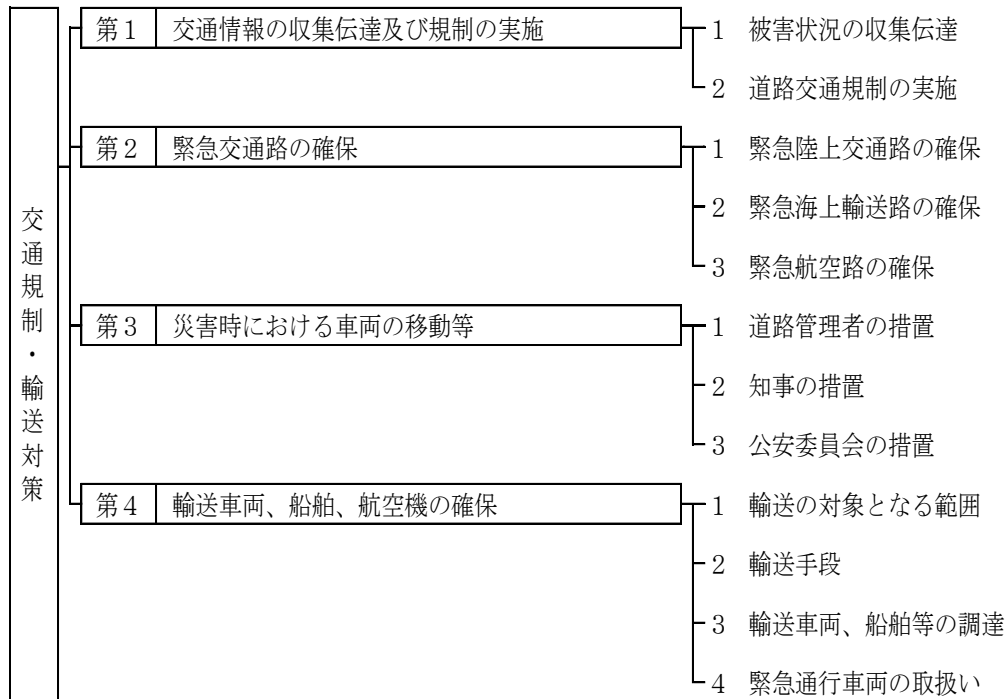 交通規制・輸送対策
第1 交通情報の収集伝達及び規制の実施
1 被害状況の収集伝達
2 道路交通規制の実施
第2 緊急交通路の確保
1 緊急陸上交通路の確保
2 緊急海上輸送路の確保
3 緊急航空路の確保
第3 災害時における車両の移動等
1 道路管理者の措置
2 知事の措置
3 公安委員会の措置
第4 輸送車両、船舶、航空機の確保
1 輸送の対象となる範囲
2 輸送手段
3 輸送車両、船舶等の調達
4 緊急通行車両の取扱い